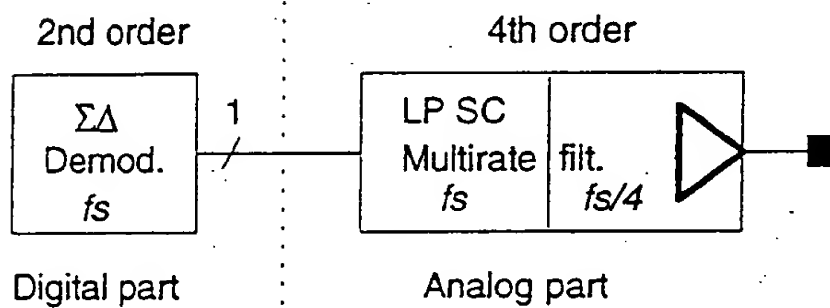 2nd order
4th order
ΣΔ
Demod.
fs
1
LP SC
Multirate filt.
fs
fs/4
Digital part
Analog part